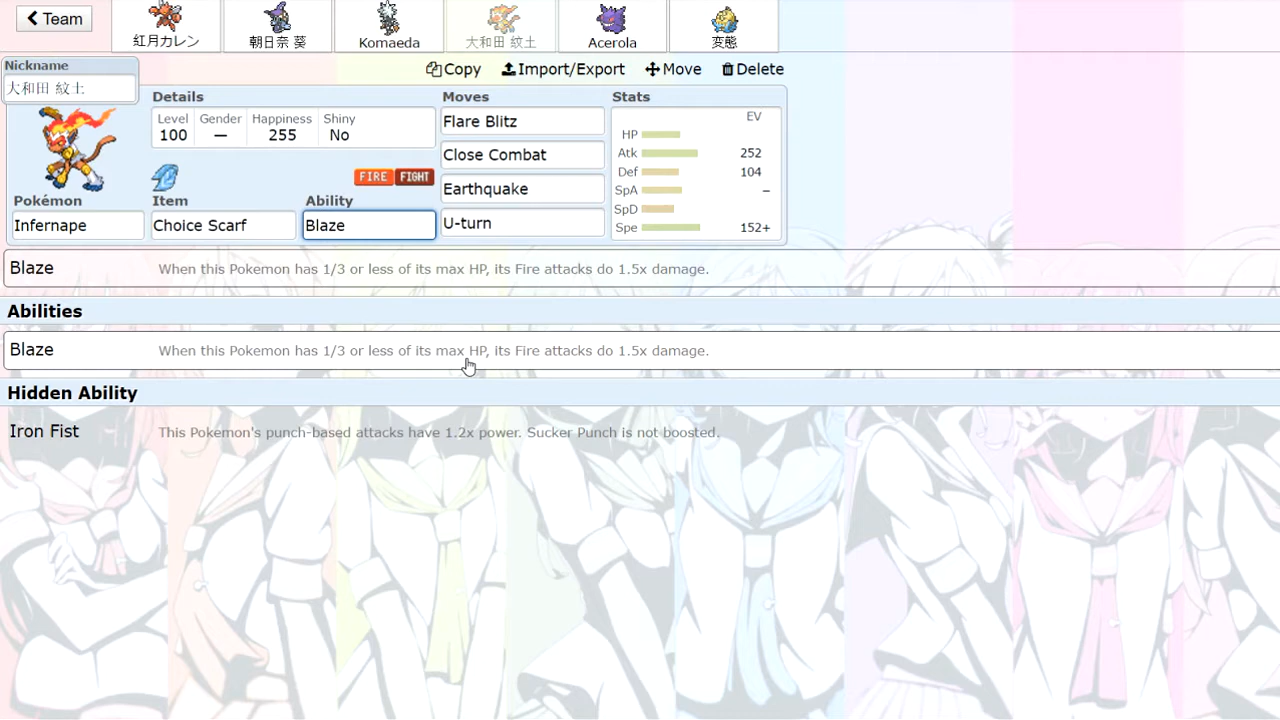 Team
紅月カレン
朝日奈 葵
Komaeda
大和田 紋土
Acerola
変態
Nickname
大和田 紋土
Copy
Import/Export
Move
Delete
Details
Level
100
Gender
—
Happiness
255
Shiny
No
FIRE FIGHT
Pokémon
Infernape
Item
Choice Scarf
Ability
Blaze
Moves
Flare Blitz
Close Combat
Earthquake
U-turn
Stats
EV
HP
Atk 252
Def 104
SpA –
SpD
Spe 152+
Blaze When this Pokemon has 1/3 or less of its max HP, its Fire attacks do 1.5x damage.
Abilities
Blaze When this Pokemon has 1/3 or less of its max HP, its Fire attacks do 1.5x damage.
Hidden Ability
Iron Fist This Pokemon's punch-based attacks have 1.2x power. Sucker Punch is not boosted.